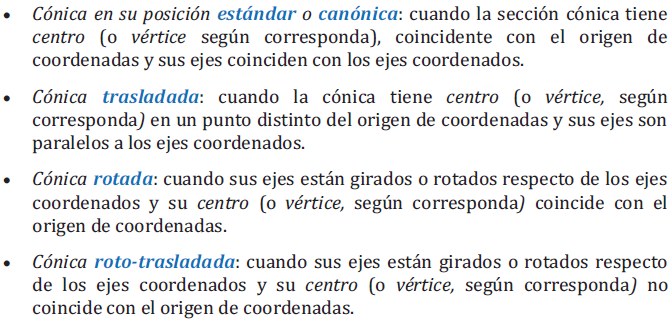 • Cónica en su posición estándar o canónica: cuando la sección cónica tiene
centro (o vértice según corresponda), coincidente con el origen de
coordenadas y sus ejes coinciden con los ejes coordenados.
• Cónica trasladada: cuando la cónica tiene centro (o vértice, según
corresponda) en un punto distinto del origen de coordenadas y sus ejes son
paralelos a los ejes coordenados.
• Cónica rotada: cuando sus ejes están girados o rotados respecto de los ejes
coordenados y su centro (o vértice, según corresponda) coincide con el
origen de coordenadas.
• Cónica roto-trasladada: cuando sus ejes están girados o rotados respecto
de los ejes coordenados y su centro (o vértice, según corresponda) no
coincide con el origen de coordenadas.